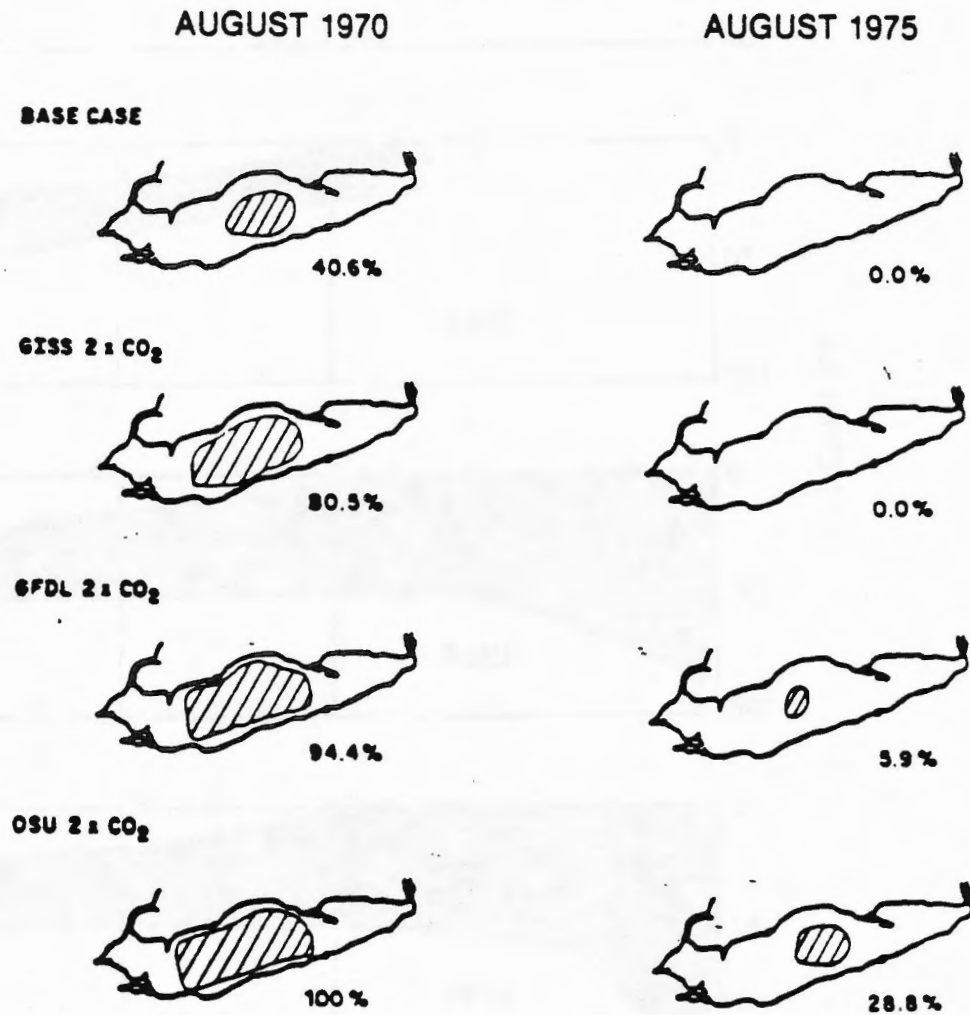 AUGUST 1970 AUGUST 1975
BASE CASE
40.6% 0.0%
GISS 2 x CO₂
80.5% 0.0%
GFDL 2 x CO₂
94.4% 5.9%
OSU 2 x CO₂
100% 28.8%